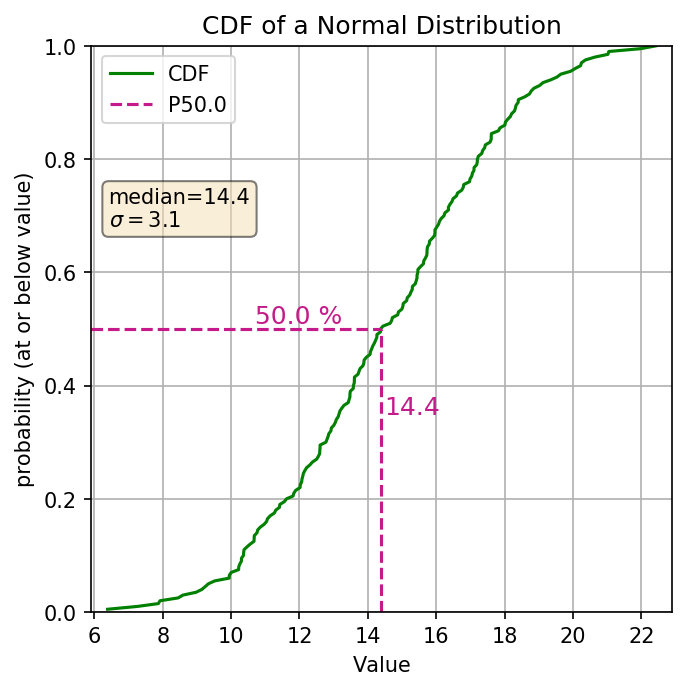 CDF of a Normal Distribution
1.0
0.8
0.6
0.4
0.2
0.0
probability (at or below value)
CDF
P50.0
median=14.4
σ = 3.1
50.0 %
14.4
6 8 10 12 14 16 18 20 22
Value